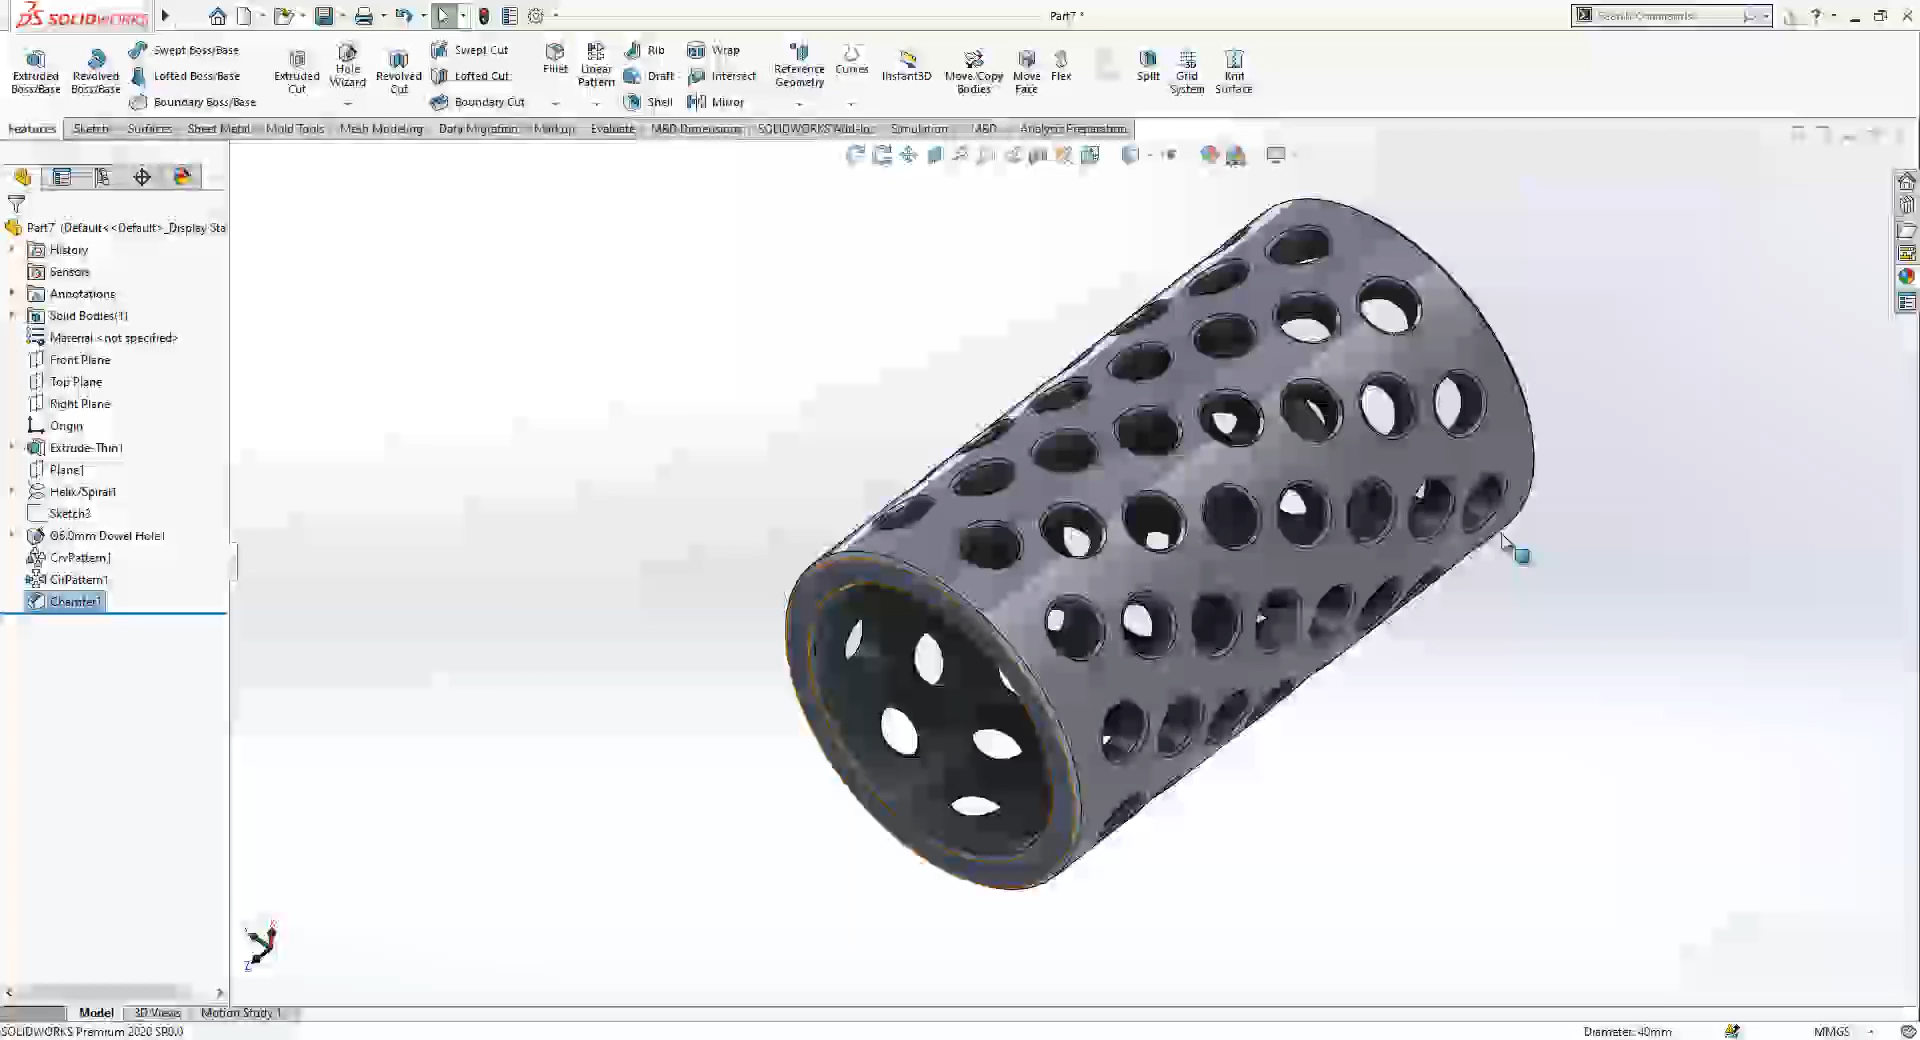 SOLIDWORKS
Part7 *
Search Commands
Extruded Boss/Base
Revolved Boss/Base
Swept Boss/Base
Lofted Boss/Base
Boundary Boss/Base
Extruded Cut
Hole Wizard
Revolved Cut
Swept Cut
Lofted Cut
Boundary Cut
Fillet
Linear Pattern
Rib
Draft
Shell
Wrap
Intersect
Mirror
Reference Geometry
Curves
Instant3D
Move/Copy Bodies
Move Face
Flex
Split
Grid System
Knit Surface
Features Sketch Surfaces Sheet Metal Mold Tools Mesh Modeling Data Migration Markup Evaluate MBD Dimensions SOLIDWORKS Add-Ins Simulation MBD Analysis Preparation
Part7 (Default<<Default>_Display Sta
History
Sensors
Annotations
Solid Bodies(1)
Material <not specified>
Front Plane
Top Plane
Right Plane
Origin
Extrude-Thin1
Plane1
Helix/Spiral1
Sketch3
Ø6.0mm Dowel Hole1
CrvPattern1
CirPattern1
Chamfer1
Z
Model 3D Views Motion Study 1
SOLIDWORKS Premium 2020 SP0.0
Diameter: 40mm
MMGS